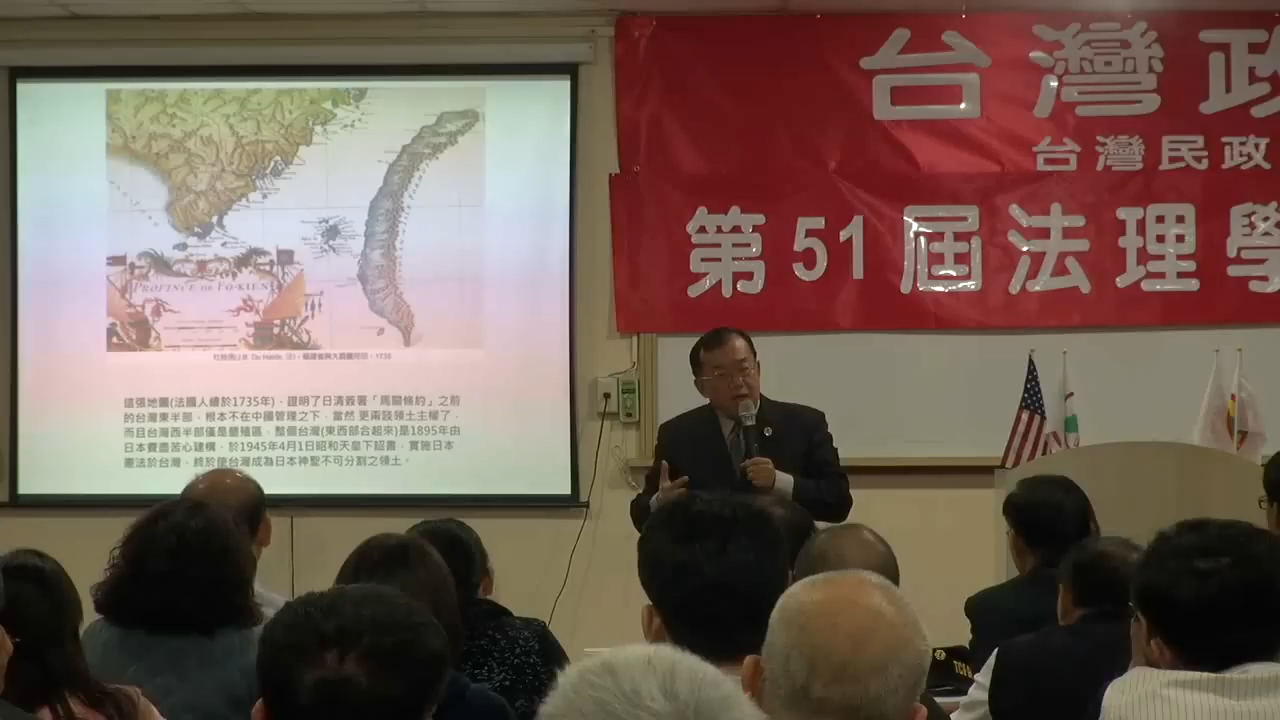 PROVINCE DE FO-KIEN
這張地圖(法國人繪於1735年)，證明了日清簽署「馬關條約」之前
的台灣東半部，根本不在中國管理之下，當然 更再談領土主權了，
而且台灣西半部僅是墾殖區，整個台灣(東西部合起來)是1895年由
日本費盡苦心建構，於1945年4月1日昭和天皇下詔書，實施日本
憲法於台灣，終於使台灣成為日本神聖不可分割之領土。
台灣政
台灣民政
第51屆法理學